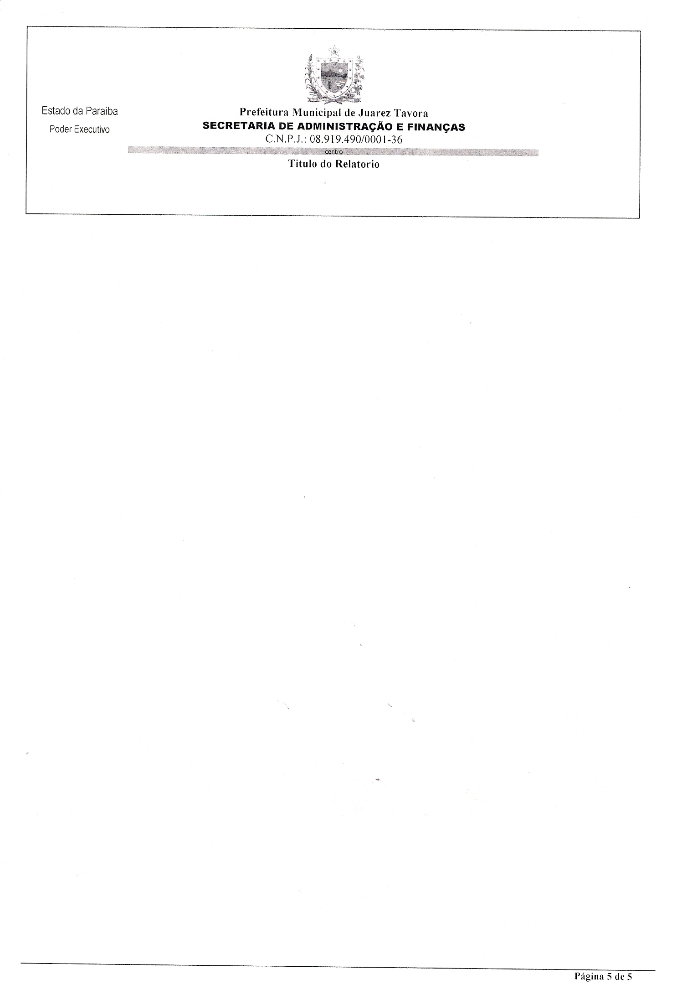 Estado da Paraíba
Poder Executivo
Prefeitura Municipal de Juarez Tavora
SECRETARIA DE ADMINISTRAÇÃO E FINANÇAS
C.N.P.J.: 08.919.490/0001-36
centro
Titulo do Relatorio
Página 5 de 5